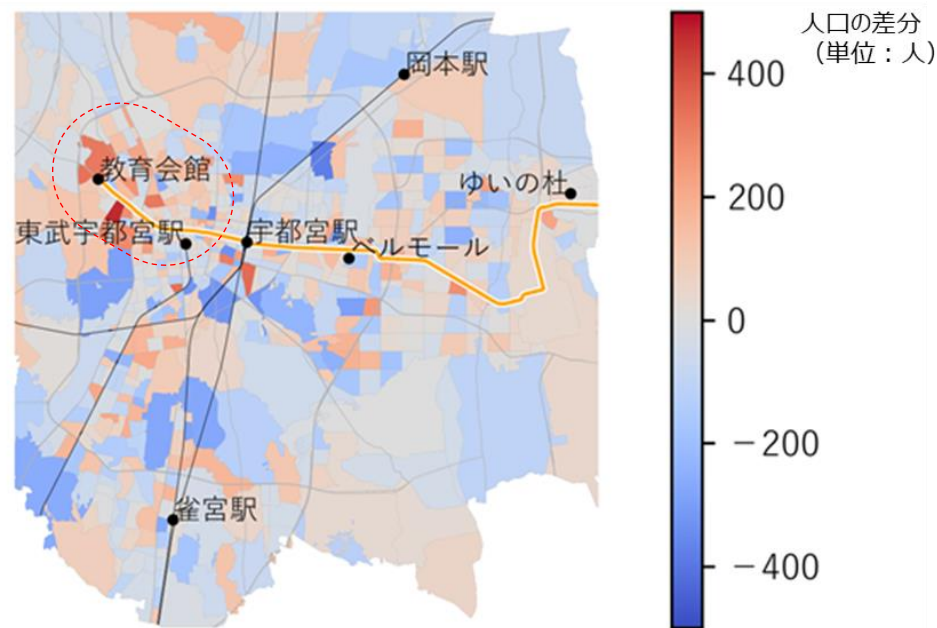 人口の差分
（単位：人）
岡本駅
教育会館
ゆいの杜
東武宇都宮駅
宇都宮駅
ベルモール
雀宮駅
400
200
0
−200
−400